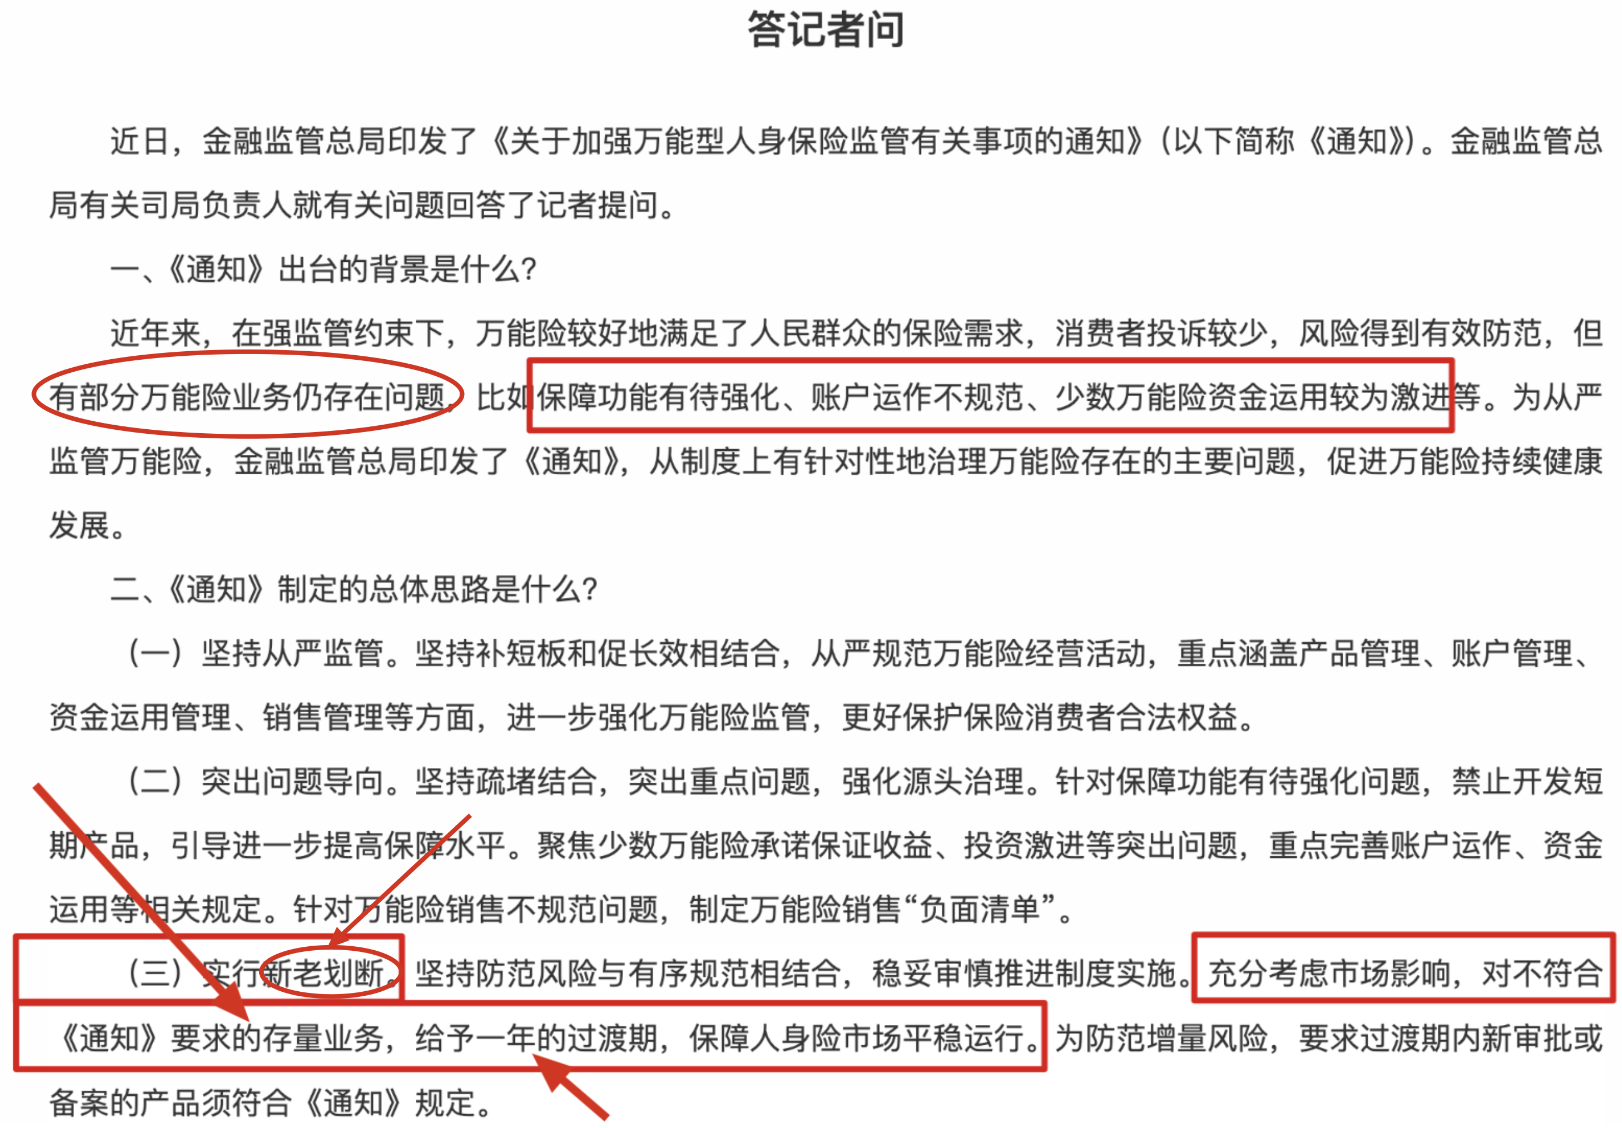 答记者问
近日，金融监管总局印发了《关于加强万能型人身保险监管有关事项的通知》（以下简称《通知》）。金融监管总
局有关司局负责人就有关问题回答了记者提问。
一、《通知》出台的背景是什么？
近年来，在强监管约束下，万能险较好地满足了人民群众的保险需求，消费者投诉较少，风险得到有效防范，但
有部分万能险业务仍存在问题，比如保障功能有待强化、账户运作不规范、少数万能险资金运用较为激进等。为从严
监管万能险，金融监管总局印发了《通知》，从制度上有针对性地治理万能险存在的主要问题，促进万能险持续健康
发展。
二、《通知》制定的总体思路是什么？
（一）坚持从严监管。坚持补短板和促长效相结合，从严规范万能险经营活动，重点涵盖产品管理、账户管理、
资金运用管理、销售管理等方面，进一步强化万能险监管，更好保护保险消费者合法权益。
（二）突出问题导向。坚持疏堵结合，突出重点问题，强化源头治理。针对保障功能有待强化问题，禁止开发短
期产品，引导进一步提高保障水平。聚焦少数万能险承诺保证收益、投资激进等突出问题，重点完善账户运作、资金
运用等相关规定。针对万能险销售不规范问题，制定万能险销售“负面清单”。
（三）实行新老划断。坚持防范风险与有序规范相结合，稳妥审慎推进制度实施。充分考虑市场影响，对不符合
《通知》要求的存量业务，给予一年的过渡期，保障人身险市场平稳运行。为防范增量风险，要求过渡期内新审批或
备案的产品须符合《通知》规定。